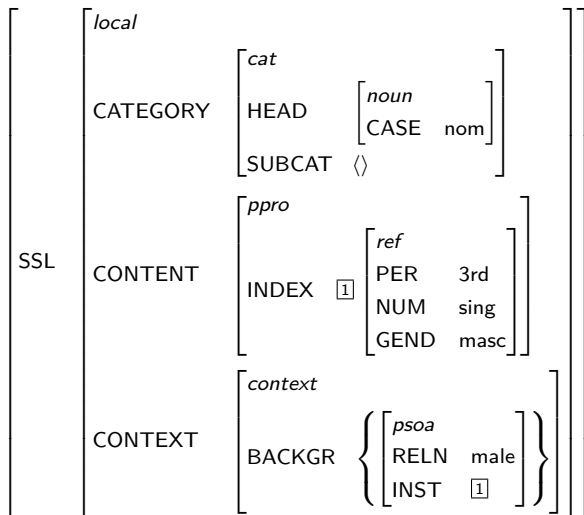 local
cat
CATEGORY HEAD noun
CASE nom
SUBCAT ⟨⟩
ppro
SSL CONTENT INDEX 1 ref
PER 3rd
NUM sing
GEND masc
context
CONTEXT BACKGR { psoa
RELN male
INST 1 }